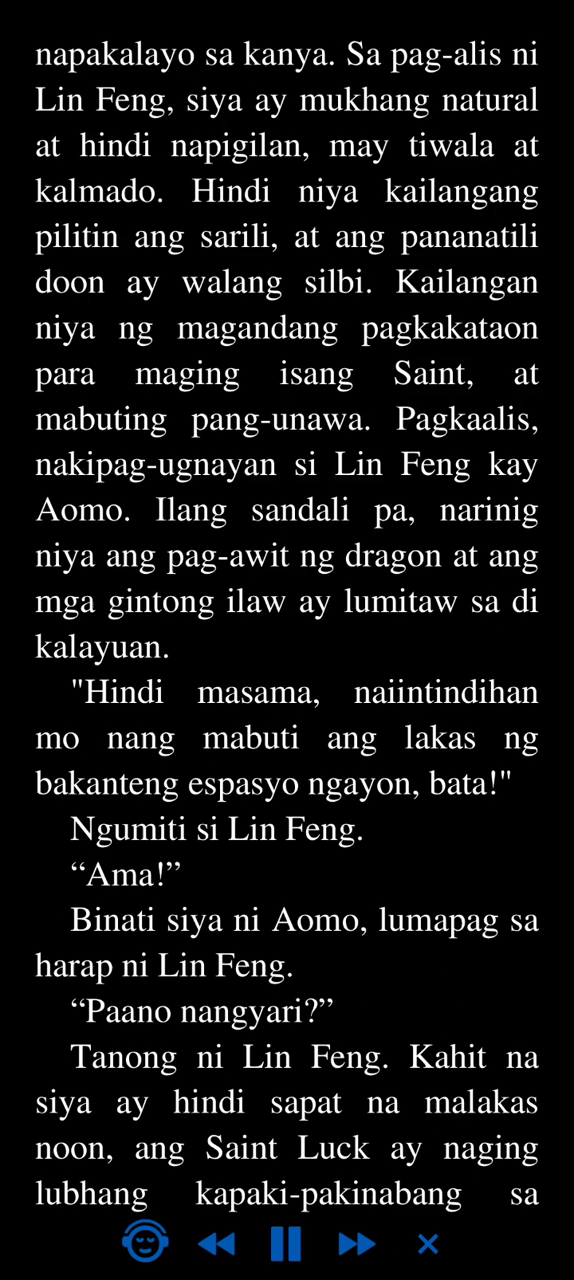 napakalayo sa kanya. Sa pag-alis ni
Lin Feng, siya ay mukhang natural
at hindi napigilan, may tiwala at
kalmado. Hindi niya kailangang
pilitin ang sarili, at ang pananatili
doon ay walang silbi. Kailangan
niya ng magandang pagkakataon
para maging isang Saint, at
mabuting pang-unawa. Pagkaalis,
nakipag-ugnayan si Lin Feng kay
Aomo. Ilang sandali pa, narinig
niya ang pag-awit ng dragon at ang
mga gintong ilaw ay lumitaw sa di
kalayuan.
"Hindi masama, naiintindihan
mo nang mabuti ang lakas ng
bakanteng espasyo ngayon, bata!"
Ngumiti si Lin Feng.
“Ama!”
Binati siya ni Aomo, lumapag sa
harap ni Lin Feng.
“Paano nangyari?”
Tanong ni Lin Feng. Kahit na
siya ay hindi sapat na malakas
noon, ang Saint Luck ay naging
lubhang kapaki-pakinabang sa